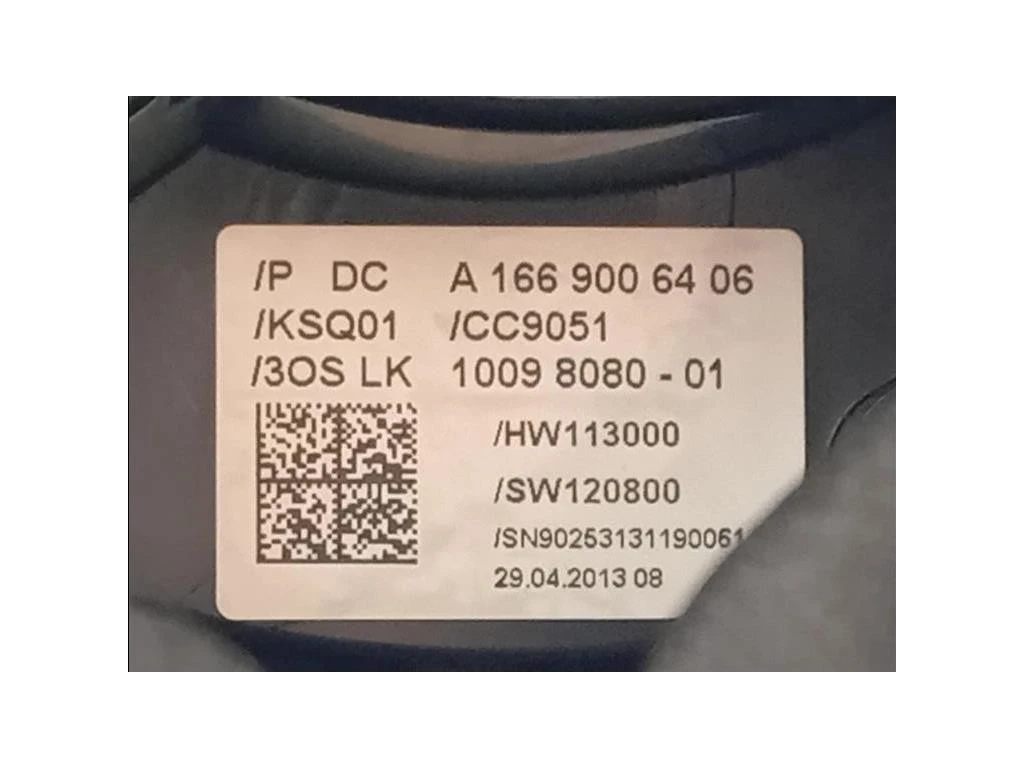 /P DC A 166 900 64 06
/KSQ01 /CC9051
/3OS LK 1009 8080 - 01
/HW113000
/SW120800
/SN90253131190061
29.04.2013 08